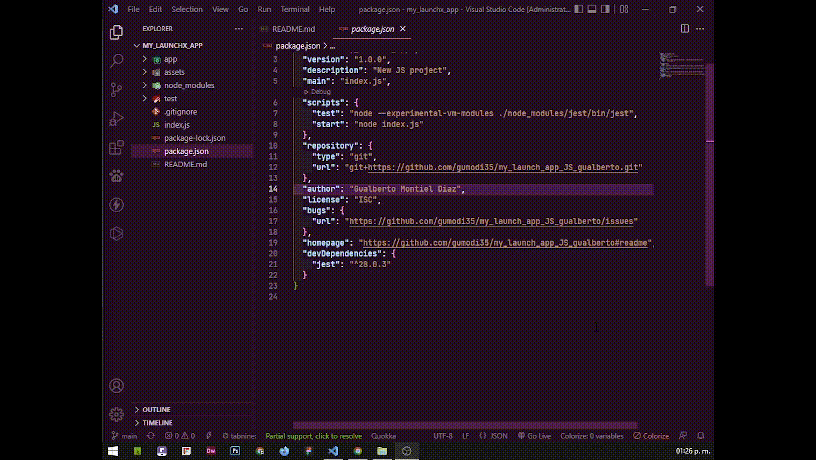 File Edit Selection View Go Run Terminal Help package.json - my_launchx_app - Visual Studio Code [Administrat...
EXPLORER ... README.md package.json
MY_LAUNCHX_APP package.json > ...
app
assets
node_modules
test
.gitignore
index.js
package-lock.json
package.json
README.md
3 "version": "1.0.0",
4 "description": "New JS project",
5 "main": "index.js",
Debug
6 "scripts": {
7 "test": "node --experimental-vm-modules ./node_modules/jest/bin/jest",
8 "start": "node index.js"
9 },
10 "repository": {
11 "type": "git",
12 "url": "git+https://github.com/gumodi35/my_launch_app_JS_gualberto.git"
13 },
14 "author": "Gualberto Montiel Diaz",
15 "license": "ISC",
16 "bugs": {
17 "url": "https://github.com/gumodi35/my_launch_app_JS_gualberto/issues"
18 },
19 "homepage": "https://github.com/gumodi35/my_launch_app_JS_gualberto#readme",
20 "devDependencies": {
21 "jest": "^28.0.3"
22 }
23 }
24
OUTLINE
TIMELINE
main 0 0 tabnine: Partial support, click to resolve Quokka UTF-8 LF {} JSON Go Live Colorize: 0 variables Colorize
01:26 p. m.